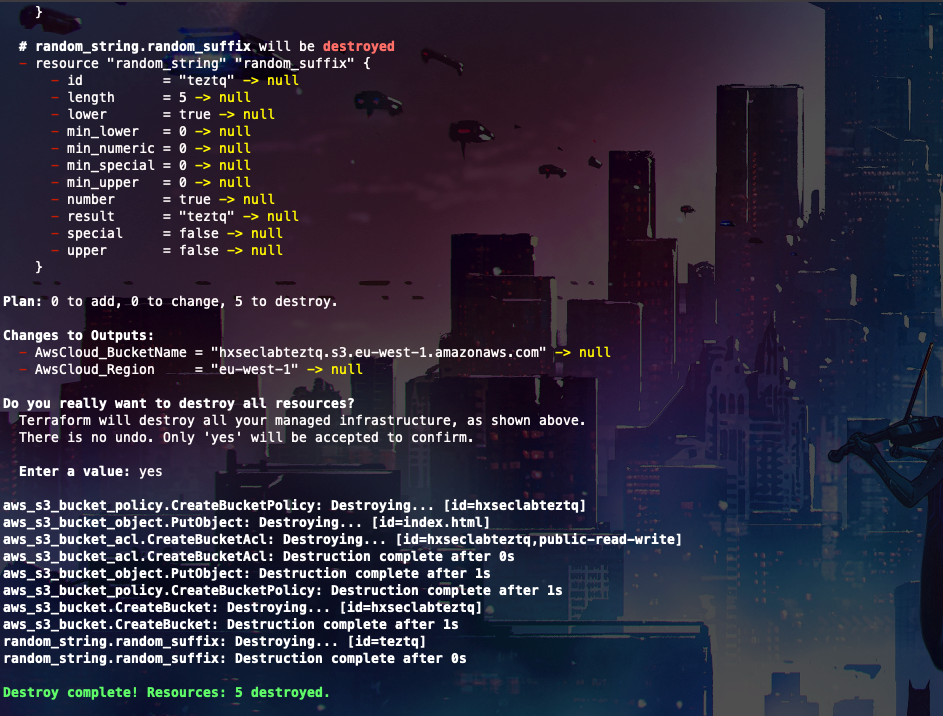 }

  # random_string.random_suffix will be destroyed
  - resource "random_string" "random_suffix" {
      - id          = "teztq" -> null
      - length      = 5 -> null
      - lower       = true -> null
      - min_lower   = 0 -> null
      - min_numeric = 0 -> null
      - min_special = 0 -> null
      - min_upper   = 0 -> null
      - number      = true -> null
      - result      = "teztq" -> null
      - special     = false -> null
      - upper       = false -> null
    }

Plan: 0 to add, 0 to change, 5 to destroy.

Changes to Outputs:
  - AwsCloud_BucketName = "hxseclabteztq.s3.eu-west-1.amazonaws.com" -> null
  - AwsCloud_Region     = "eu-west-1" -> null

Do you really want to destroy all resources?
  Terraform will destroy all your managed infrastructure, as shown above.
  There is no undo. Only 'yes' will be accepted to confirm.

  Enter a value: yes

aws_s3_bucket_policy.CreateBucketPolicy: Destroying... [id=hxseclabteztq]
aws_s3_bucket_object.PutObject: Destroying... [id=index.html]
aws_s3_bucket_acl.CreateBucketAcl: Destroying... [id=hxseclabteztq,public-read-write]
aws_s3_bucket_acl.CreateBucketAcl: Destruction complete after 0s
aws_s3_bucket_object.PutObject: Destruction complete after 1s
aws_s3_bucket_policy.CreateBucketPolicy: Destruction complete after 1s
aws_s3_bucket.CreateBucket: Destroying... [id=hxseclabteztq]
aws_s3_bucket.CreateBucket: Destruction complete after 1s
random_string.random_suffix: Destroying... [id=teztq]
random_string.random_suffix: Destruction complete after 0s

Destroy complete! Resources: 5 destroyed.